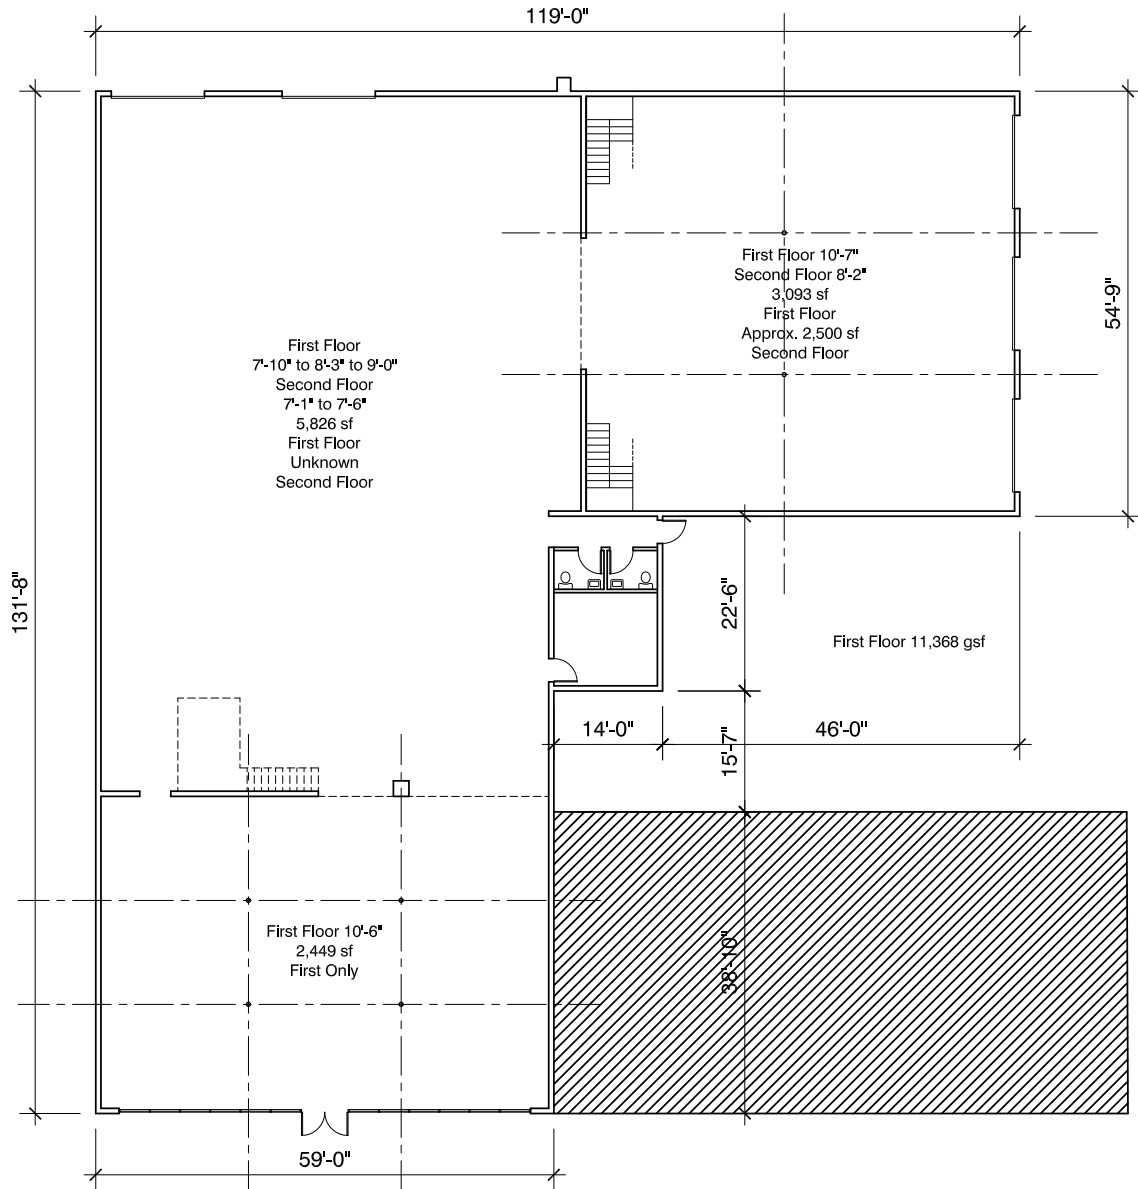 119'-0"
First Floor 10'-7"
Second Floor 8'-2"
3,093 sf
First Floor
Approx. 2,500 sf
Second Floor
54'-9"
First Floor
7'-10" to 8'-3" to 9'-0"
Second Floor
7'-1" to 7'-6"
5,826 sf
First Floor
Unknown
Second Floor
131'-8"
22'-6"
First Floor 11,368 gsf
14'-0"
46'-0"
15'-7"
First Floor 10'-6"
2,449 sf
First Only
38'-10"
59'-0"